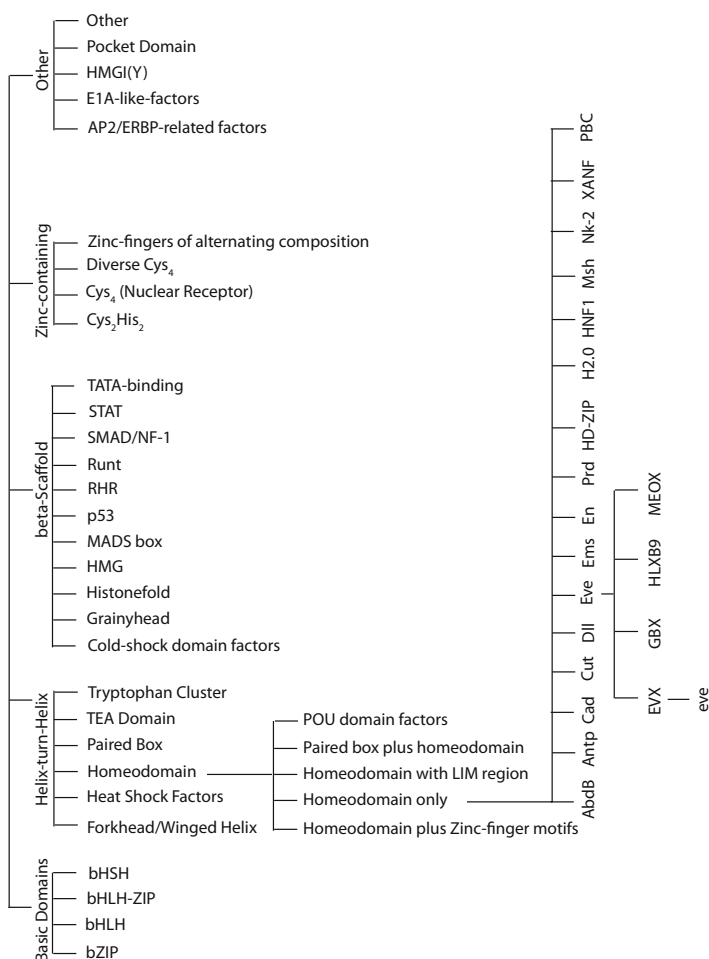 Other
Other
Pocket Domain
HMGI(Y)
E1A-like-factors
AP2/ERBP-related factors
Zinc-containing
Zinc-fingers of alternating composition
Diverse Cys4
Cys4 (Nuclear Receptor)
Cys2His2
beta-Scaffold
TATA-binding
STAT
SMAD/NF-1
Runt
RHR
p53
MADS box
HMG
Histonefold
Grainyhead
Cold-shock domain factors
Helix-turn-Helix
Tryptophan Cluster
TEA Domain
Paired Box
Homeodomain
Heat Shock Factors
Forkhead/Winged Helix
Basic Domains
bHSH
bHLH-ZIP
bHLH
bZIP
POU domain factors
Paired box plus homeodomain
Homeodomain with LIM region
Homeodomain only
Homeodomain plus Zinc-finger motifs
PBC
XANF
Nk-2
Msh
HNF1
H2.0
HD-ZIP
Prd
En
Ems
Eve
Dll
Cut
Cad
Antp
AbdB
MEOX
HLXB9
GBX
EVX
eve